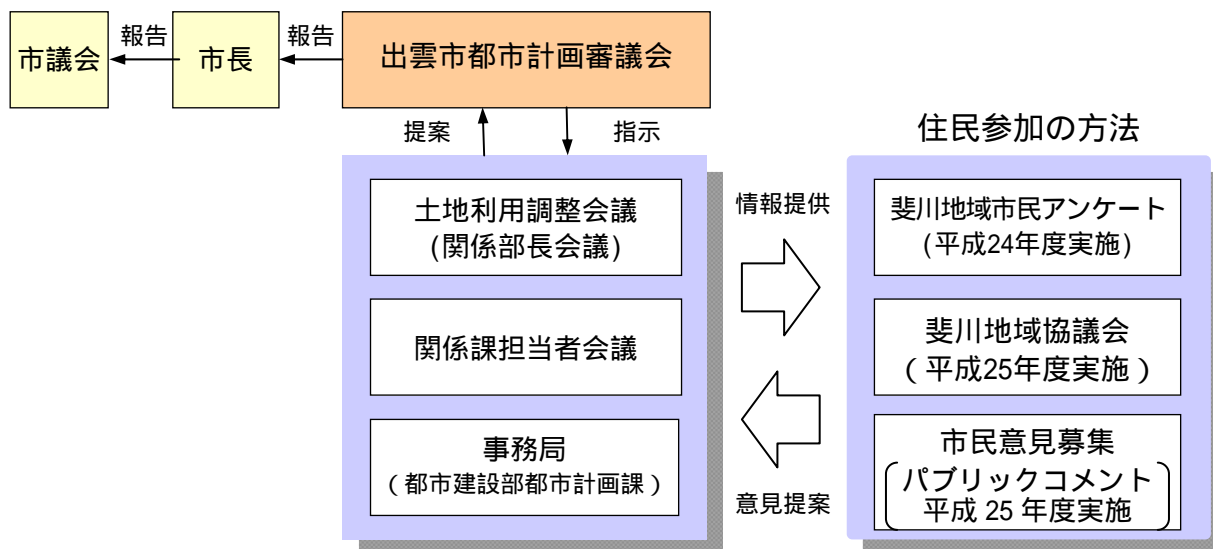 市議会
報告
市長
報告
出雲市都市計画審議会
提案
指示
土地利用調整会議
(関係部長会議)
関係課担当者会議
事務局
(都市建設部都市計画課)
情報提供
意見提案
住民参加の方法
斐川地域市民アンケート
(平成24年度実施)
斐川地域協議会
(平成25年度実施)
市民意見募集
パブリックコメント
平成 25 年度実施